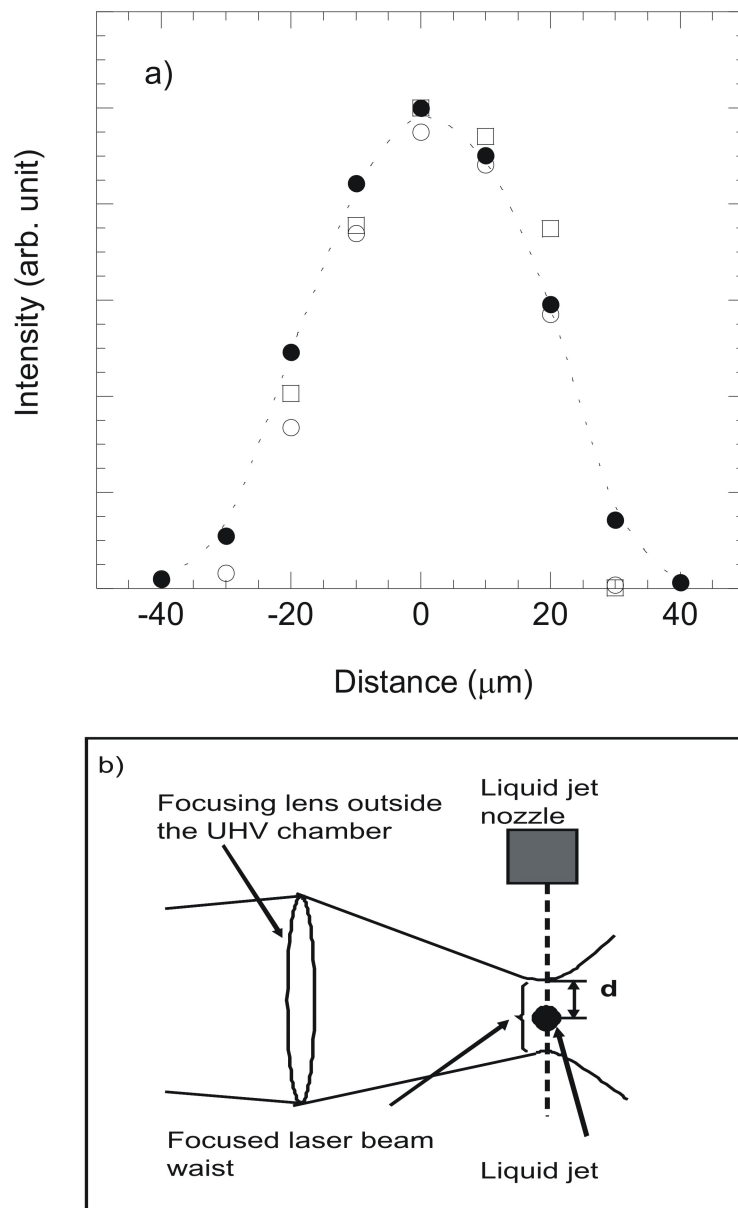 a)
Intensity (arb. unit)
-40 -20 0 20 40
Distance (μm)
b)
Focusing lens outside
the UHV chamber
Liquid jet
nozzle
d
Focused laser beam
waist
Liquid jet